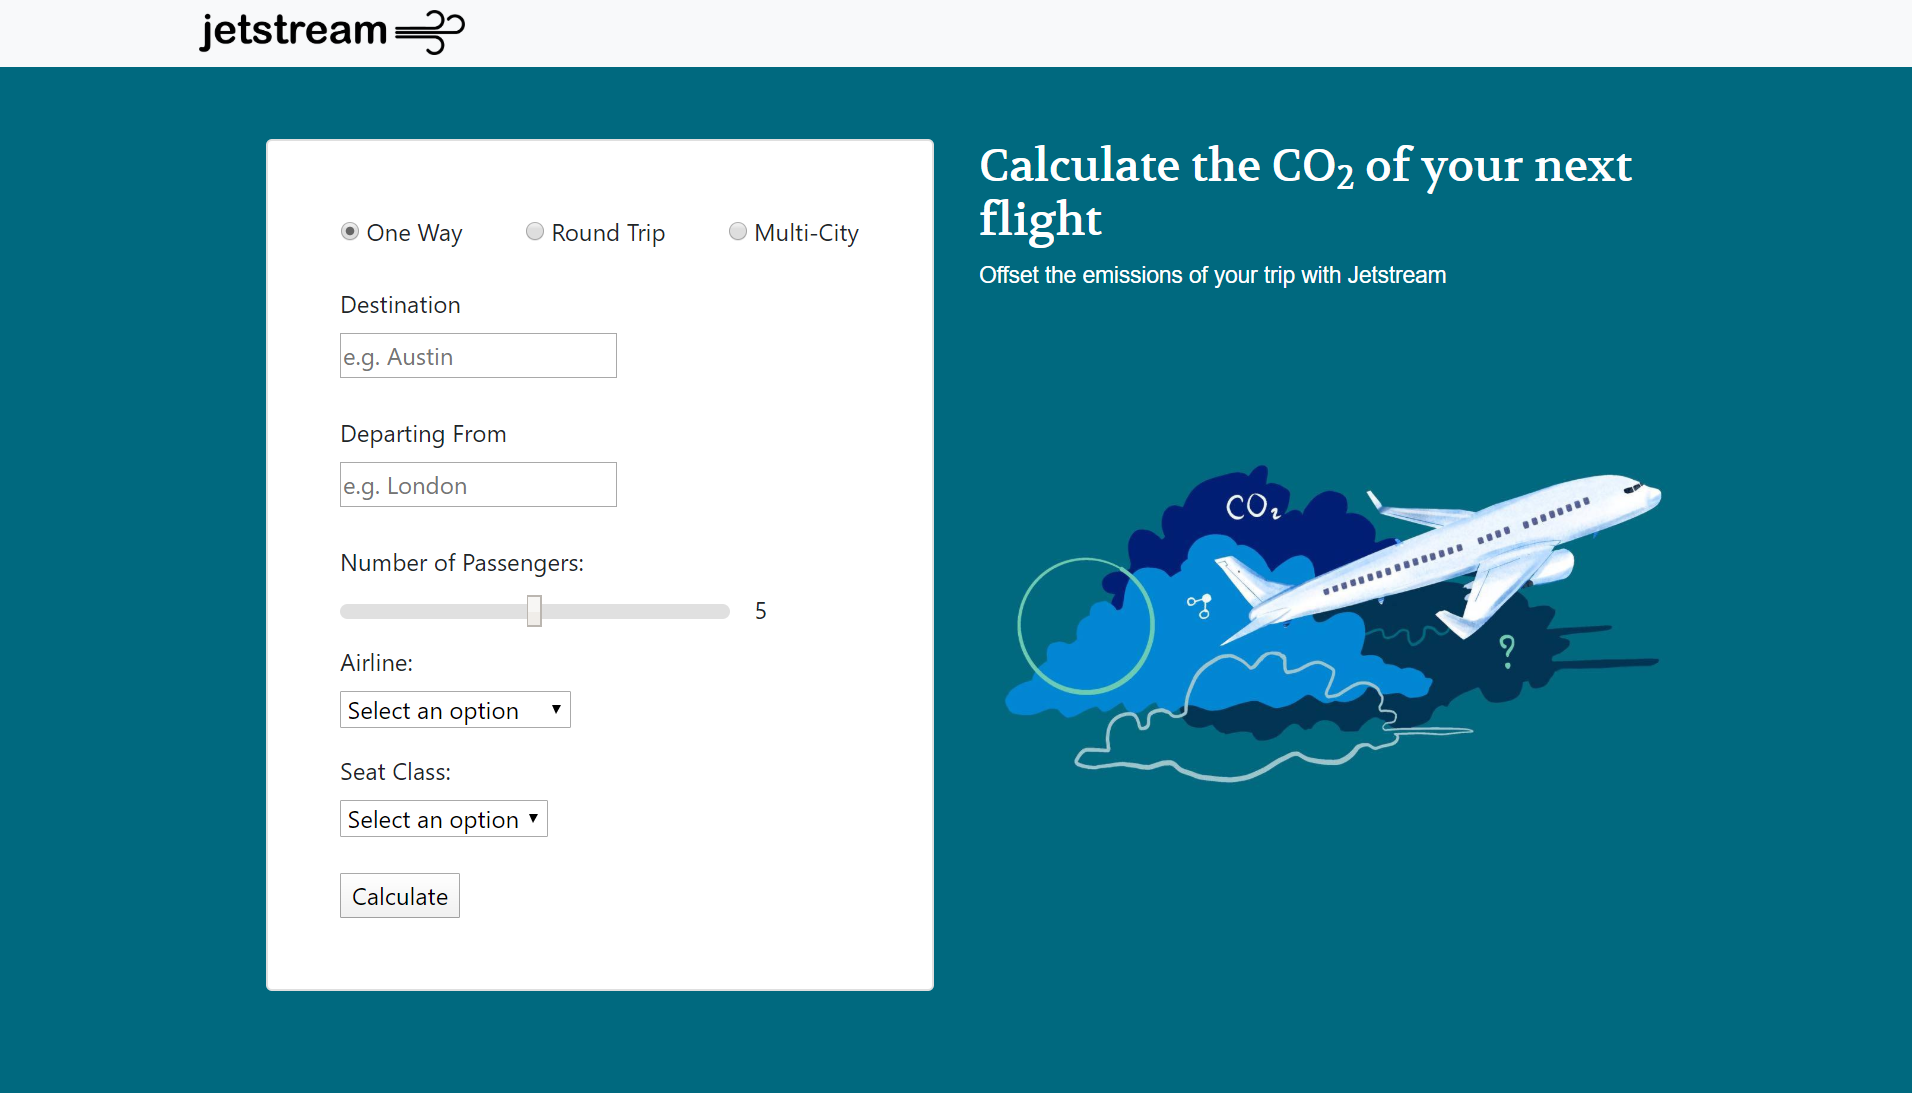 jetstream
One Way Round Trip Multi-City
Destination
e.g. Austin
Departing From
e.g. London
Number of Passengers:
5
Airline:
Select an option
Seat Class:
Select an option
Calculate
Calculate the CO₂ of your next
flight
Offset the emissions of your trip with Jetstream
CO₂
?